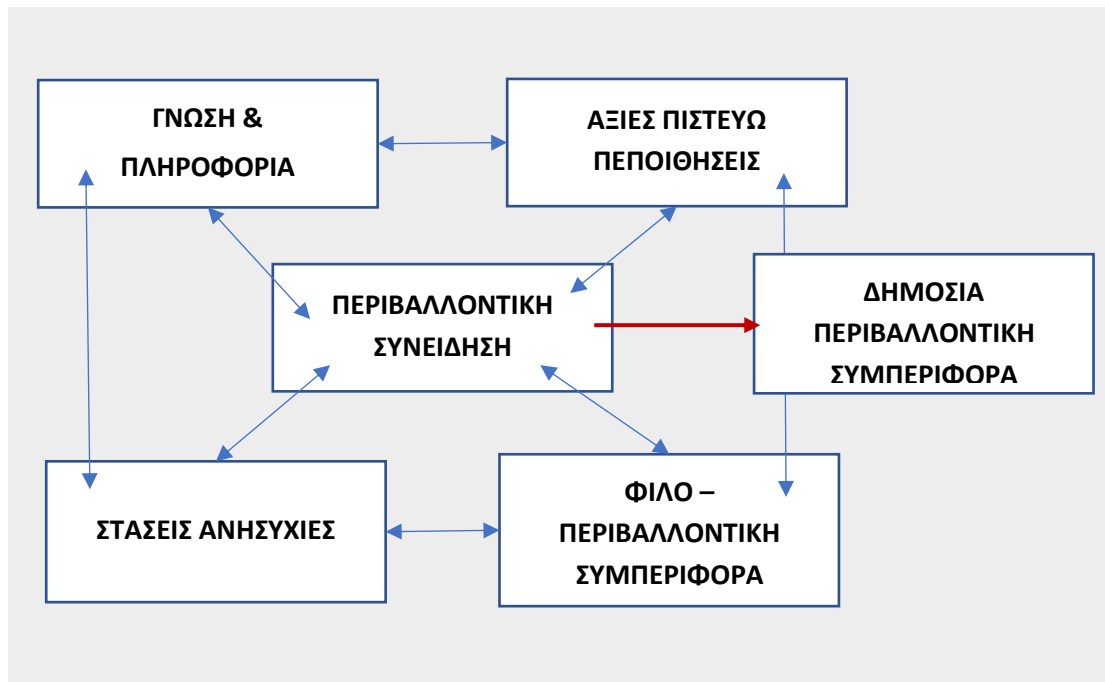 ΓΝΩΣΗ &
ΠΛΗΡΟΦΟΡΙΑ
ΑΞΙΕΣ ΠΙΣΤΕΥΩ
ΠΕΠΟΙΘΗΣΕΙΣ
ΠΕΡΙΒΑΛΛΟΝΤΙΚΗ
ΣΥΝΕΙΔΗΣΗ
ΔΗΜΟΣΙΑ
ΠΕΡΙΒΑΛΛΟΝΤΙΚΗ
ΣΥΜΠΕΡΙΦΟΡΑ
ΣΤΑΣΕΙΣ ΑΝΗΣΥΧΙΕΣ
ΦΙΛΟ –
ΠΕΡΙΒΑΛΛΟΝΤΙΚΗ
ΣΥΜΠΕΡΙΦΟΡΑ